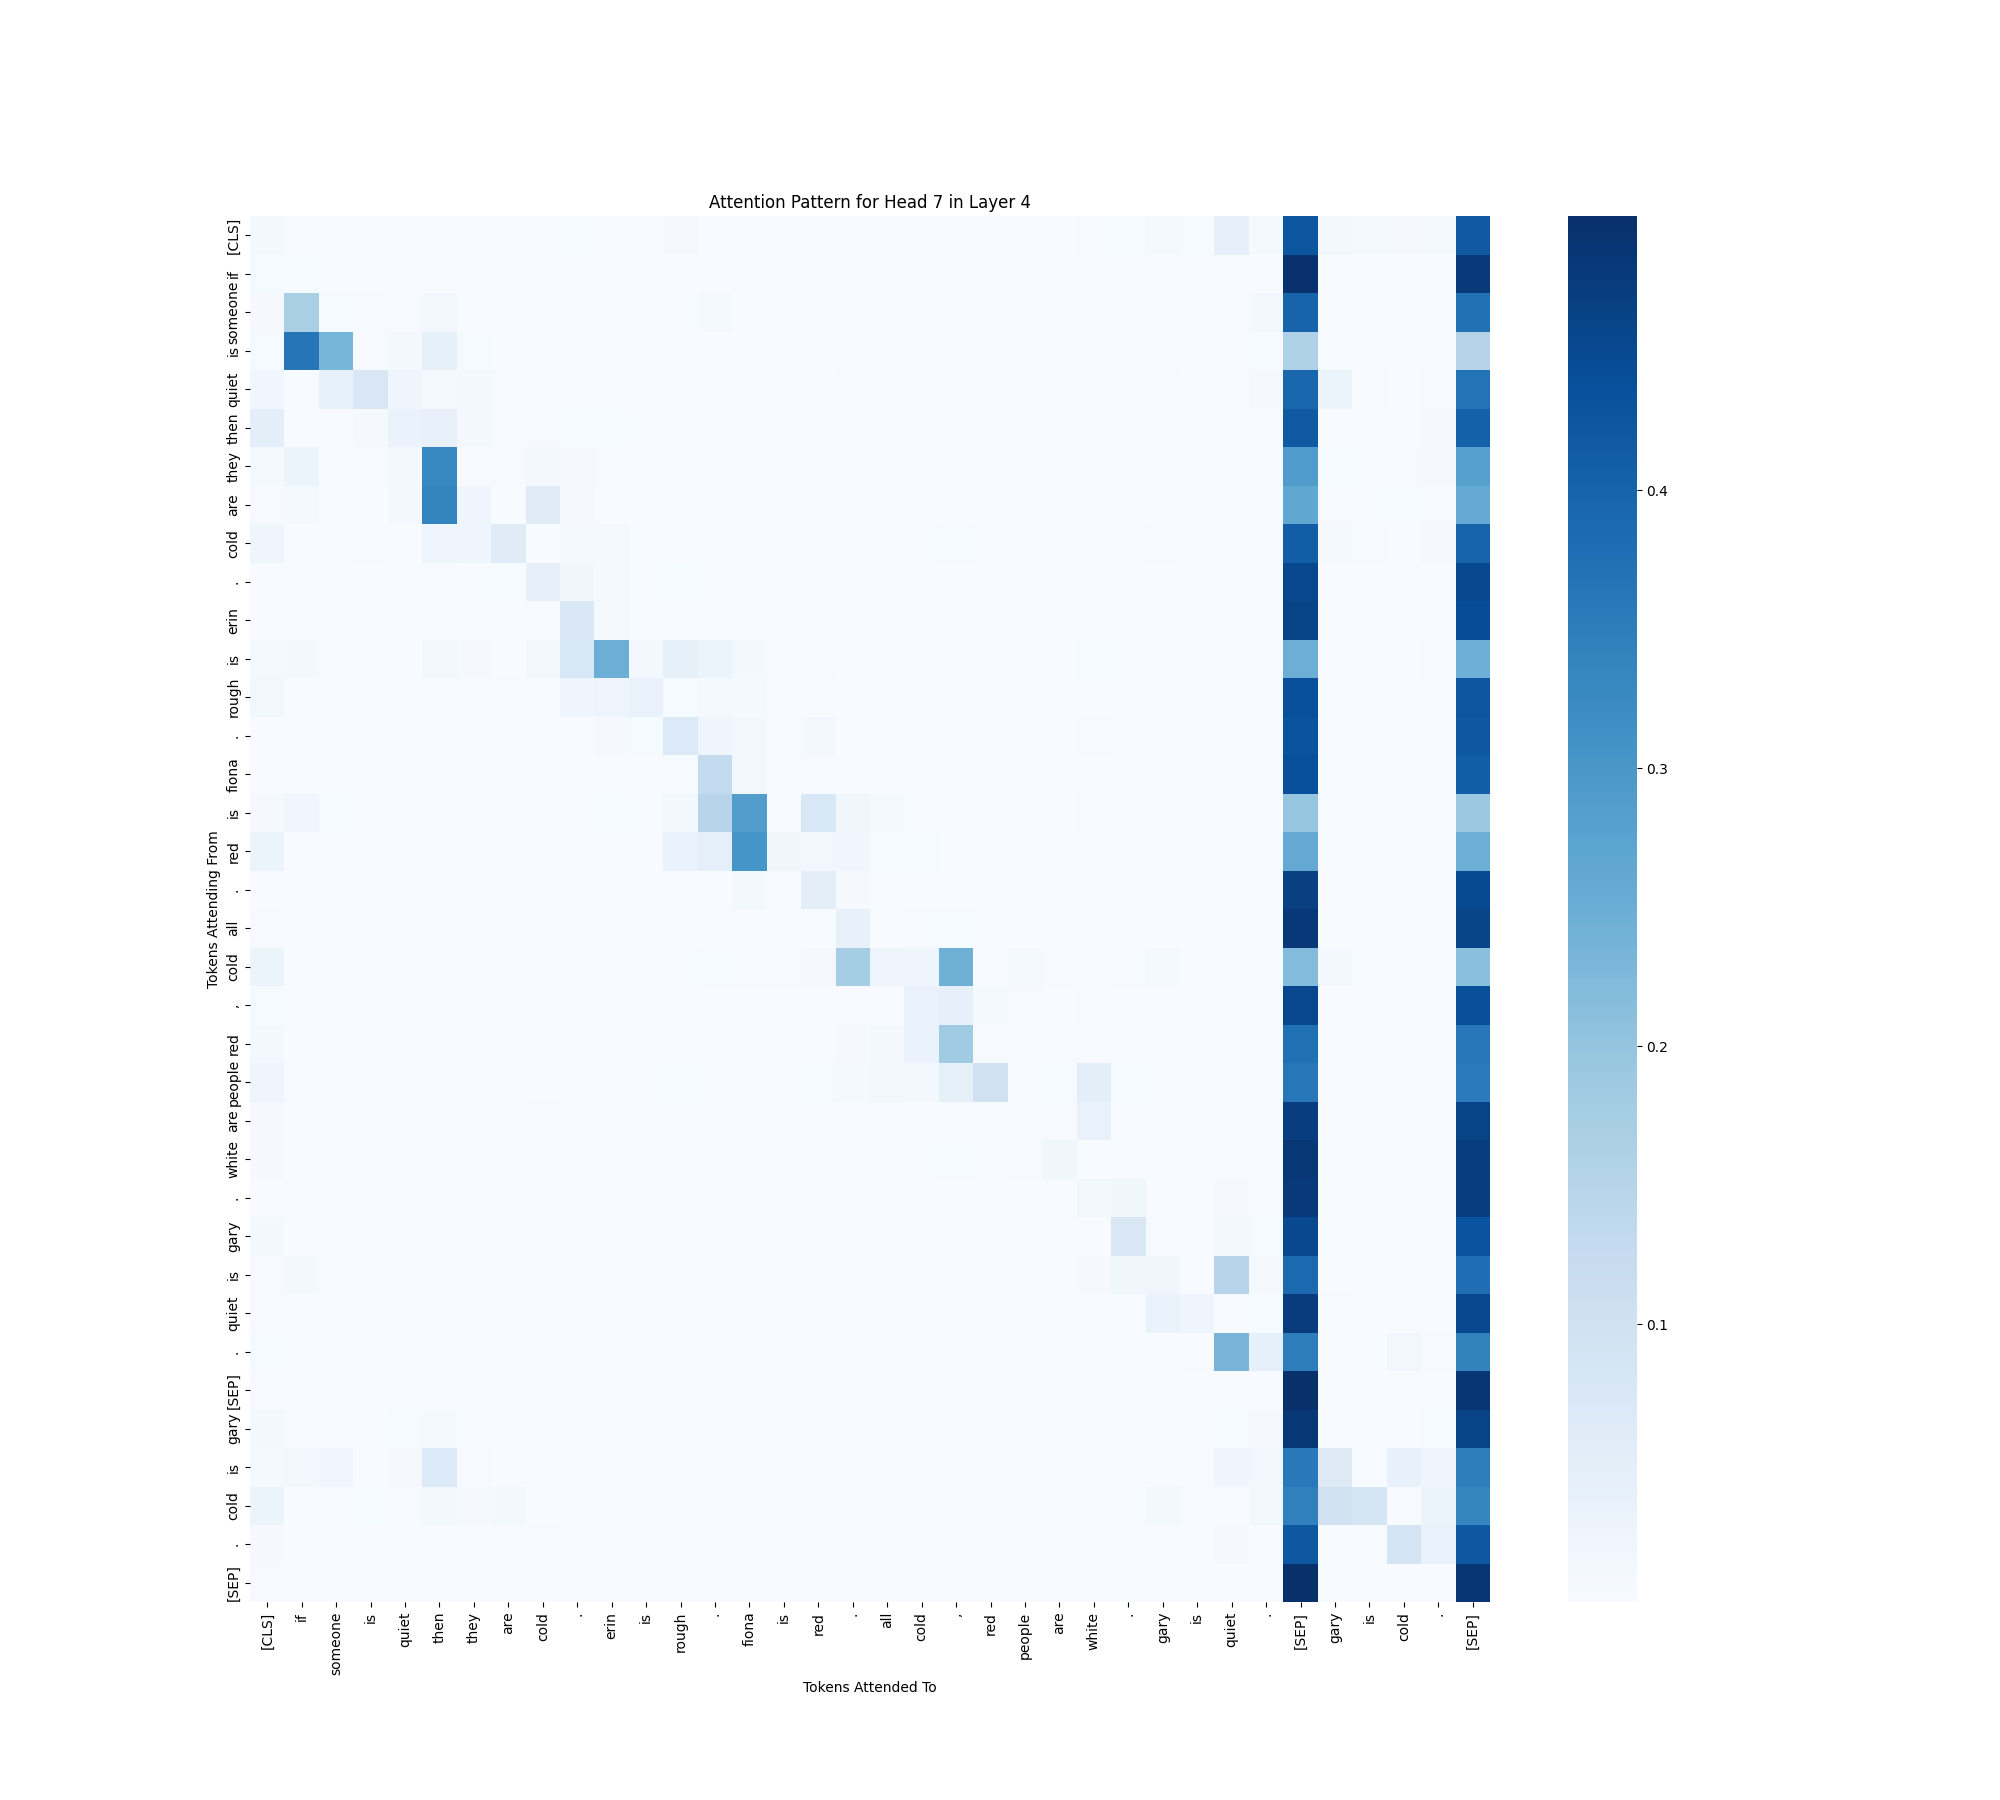 Attention Pattern for Head 7 in Layer 4
Tokens Attending From
[CLS]
if
someone
is
quiet
then
they
are
cold
.
erin
is
rough
.
fiona
is
red
.
all
cold
,
red
people
are
white
.
gary
is
quiet
.
[SEP]
gary
is
cold
.
[SEP]
[CLS]
if
someone
is
quiet
then
they
are
cold
.
erin
is
rough
.
fiona
is
red
.
all
cold
,
red
people
are
white
.
gary
is
quiet
.
[SEP]
gary
is
cold
.
[SEP]
Tokens Attended To
0.4
0.3
0.2
0.1